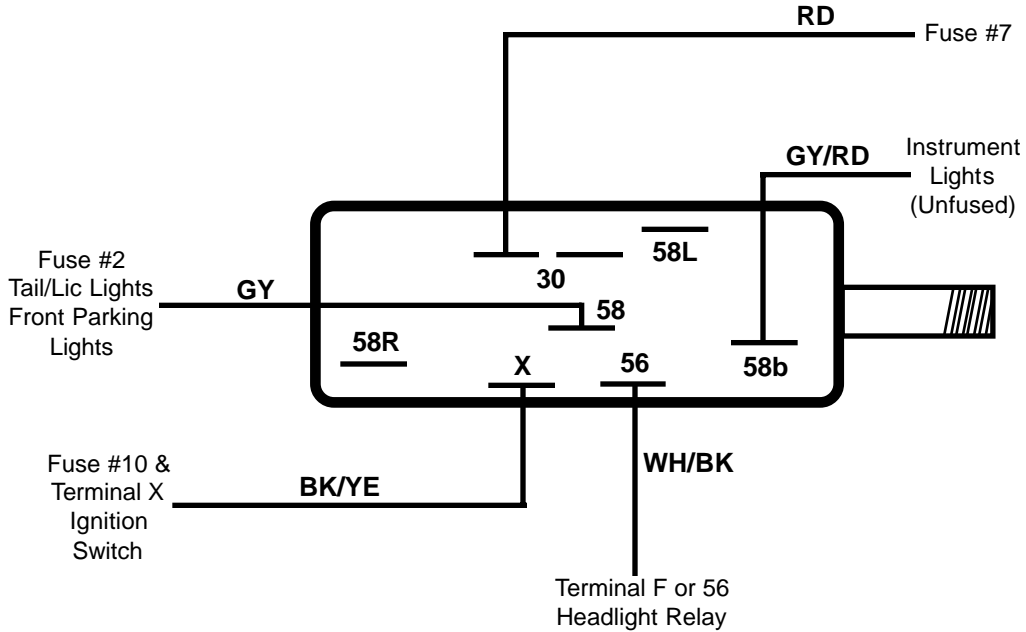 RD
Fuse #7
GY/RD
Instrument
Lights
(Unfused)
58L
30
Fuse #2
Tail/Lic Lights
Front Parking
Lights
GY
58
58R
X
56
58b
Fuse #10 &
Terminal X
Ignition
Switch
BK/YE
WH/BK
Terminal F or 56
Headlight Relay